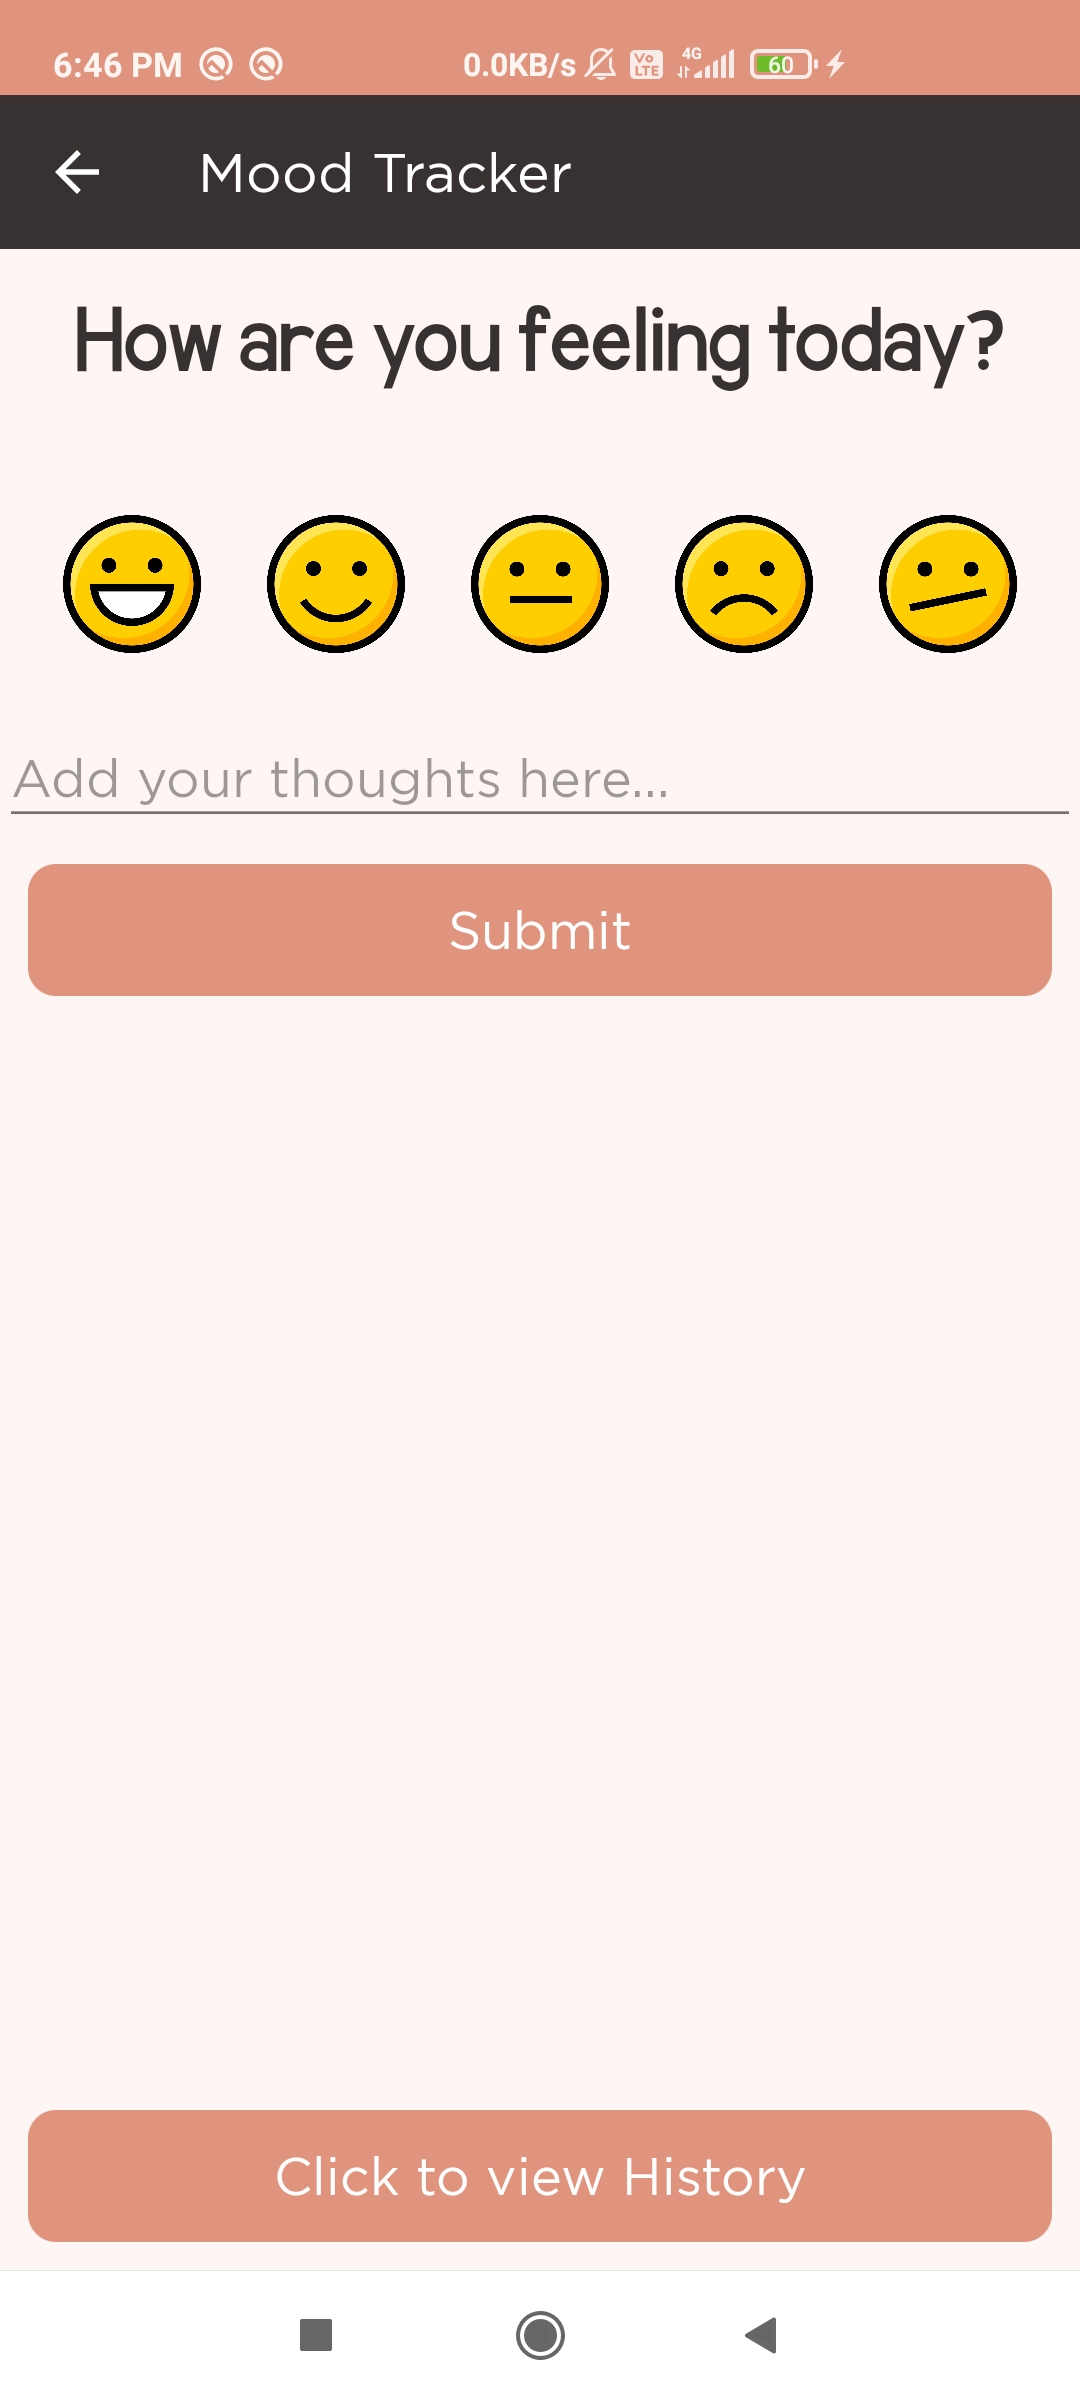 6:46 PM 0.0KB/s Vo LTE 4G 60
Mood Tracker
How are you feeling today?
Add your thoughts here...
Submit
Click to view History